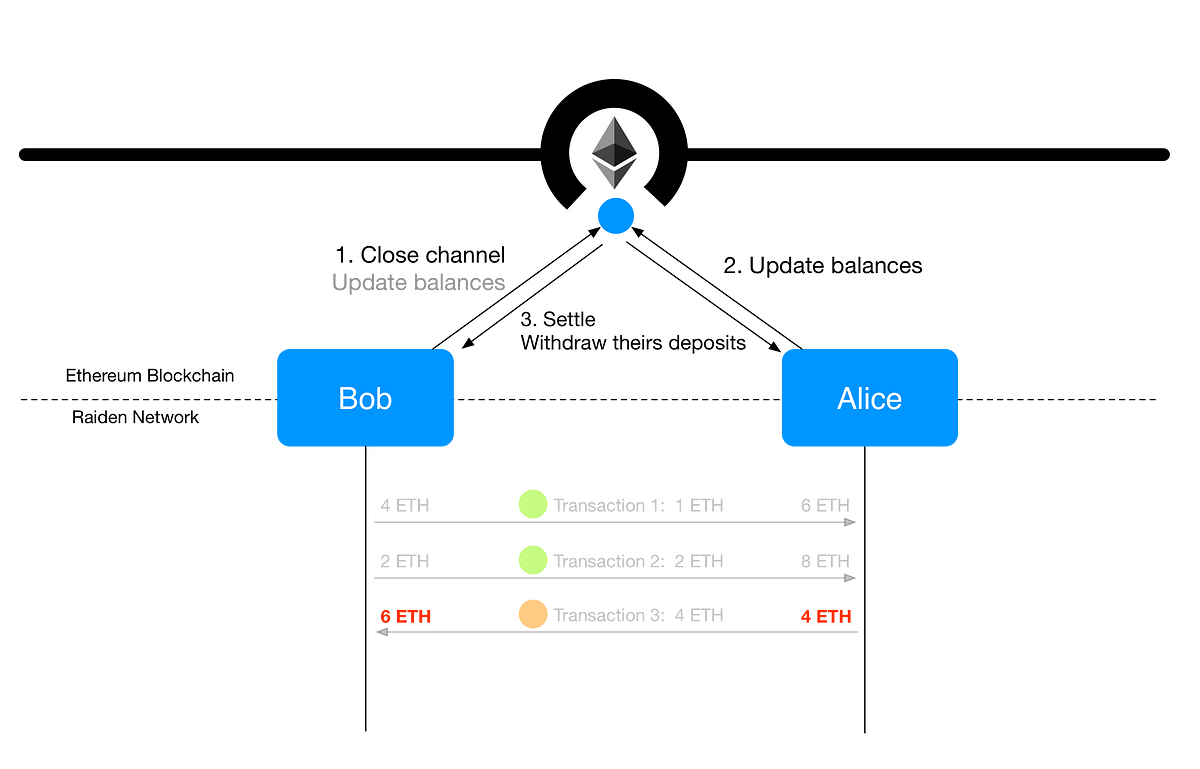 1. Close channel
Update balances
2. Update balances
3. Settle
Withdraw theirs deposits
Ethereum Blockchain
Raiden Network
Bob
Alice
4 ETH Transaction 1: 1 ETH 6 ETH
2 ETH Transaction 2: 2 ETH 8 ETH
6 ETH Transaction 3: 4 ETH 4 ETH